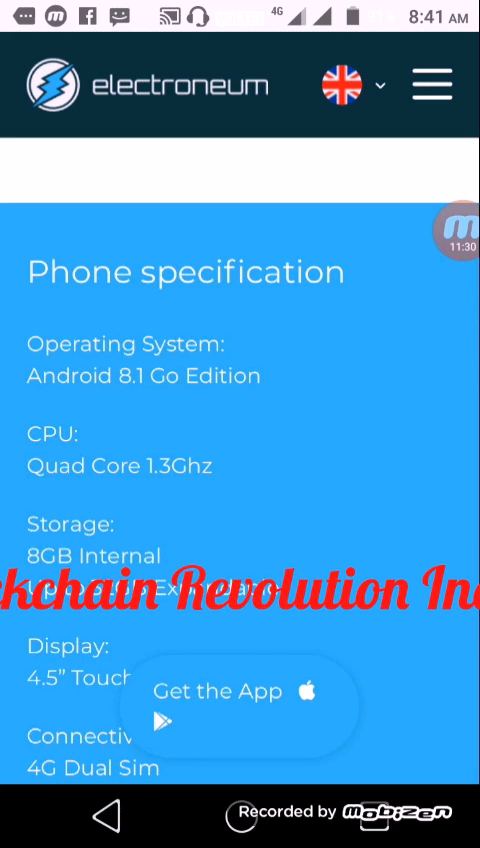 4G
8:41 AM
electroneum
11:30
Phone specification
Operating System:
Android 8.1 Go Edition
CPU:
Quad Core 1.3Ghz
Storage:
8GB Internal
kchain Revolution In
Display:
4.5” Touch
Get the App
Connectiv
4G Dual Sim
Recorded by mobizen